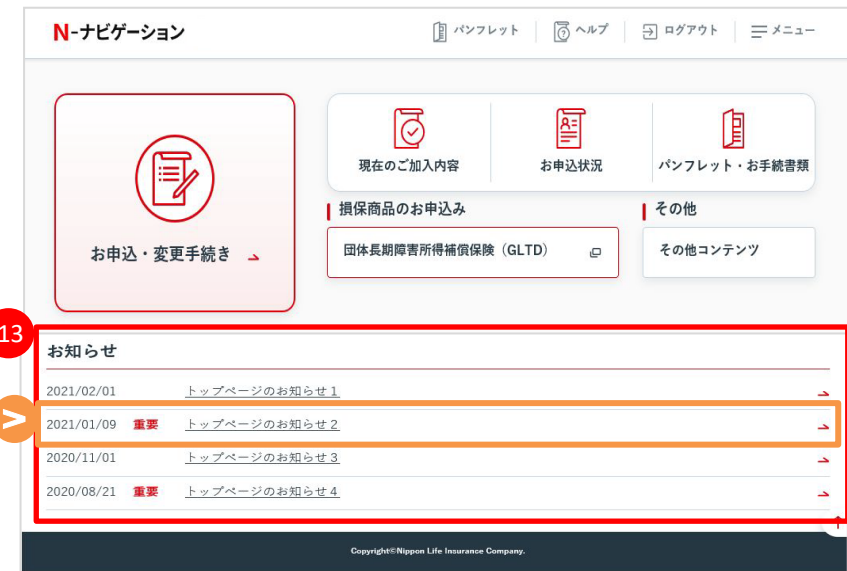 N-ナビゲーション
パンフレット
ヘルプ
ログアウト
メニュー
お申込・変更手続き
現在のご加入内容
お申込状況
パンフレット・お手続書類
損保商品のお申込み
団体長期障害所得補償保険（GLTD）
その他
その他コンテンツ
13
お知らせ
2021/02/01 トップページのお知らせ１
2021/01/09 重要 トップページのお知らせ２
2020/11/01 トップページのお知らせ３
2020/08/21 重要 トップページのお知らせ４
Copyright©Nippon Life Insurance Company.